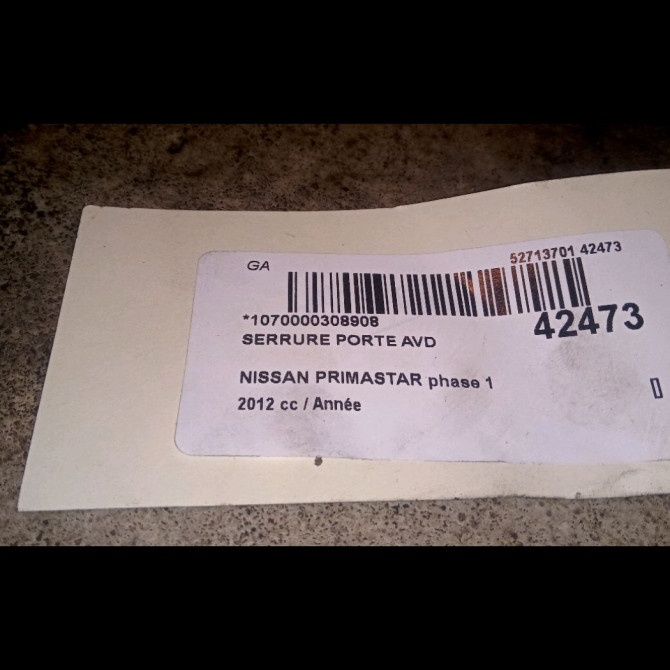 GA
52713701 42473
*1070000308908
42473
SERRURE PORTE AVD
NISSAN PRIMASTAR phase 1
2012 cc / Année